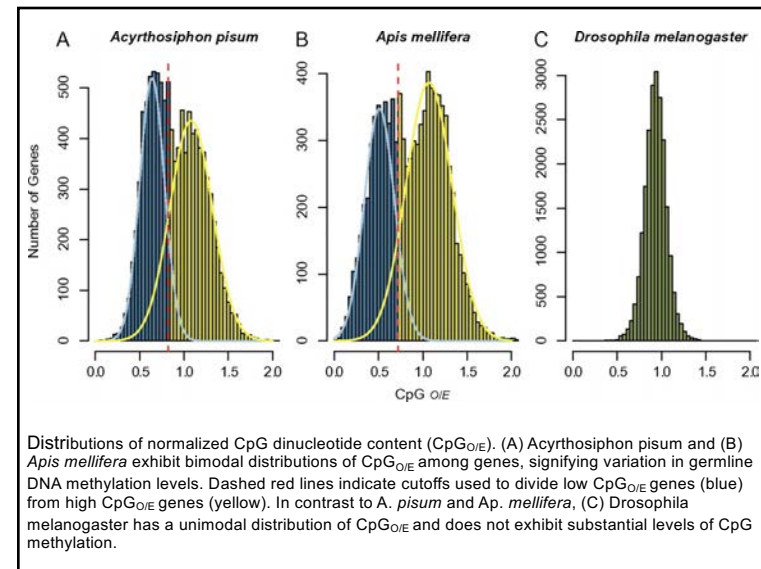 A Acyrthosiphon pisum B Apis mellifera C Drosophila melanogaster
Number of Genes
0 100 200 300 400 500
0 100 200 300 400
0 500 1000 1500 2000 2500 3000
0.0 0.5 1.0 1.5 2.0 0.0 0.5 1.0 1.5 2.0 0.0 0.5 1.0 1.5 2.0
CpG O/E
Distributions of normalized CpG dinucleotide content (CpGO/E). (A) Acyrthosiphon pisum and (B)
Apis mellifera exhibit bimodal distributions of CpGO/E among genes, signifying variation in germline
DNA methylation levels. Dashed red lines indicate cutoffs used to divide low CpGO/E genes (blue)
from high CpGO/E genes (yellow). In contrast to A. pisum and Ap. mellifera, (C) Drosophila
melanogaster has a unimodal distribution of CpGO/E and does not exhibit substantial levels of CpG
methylation.